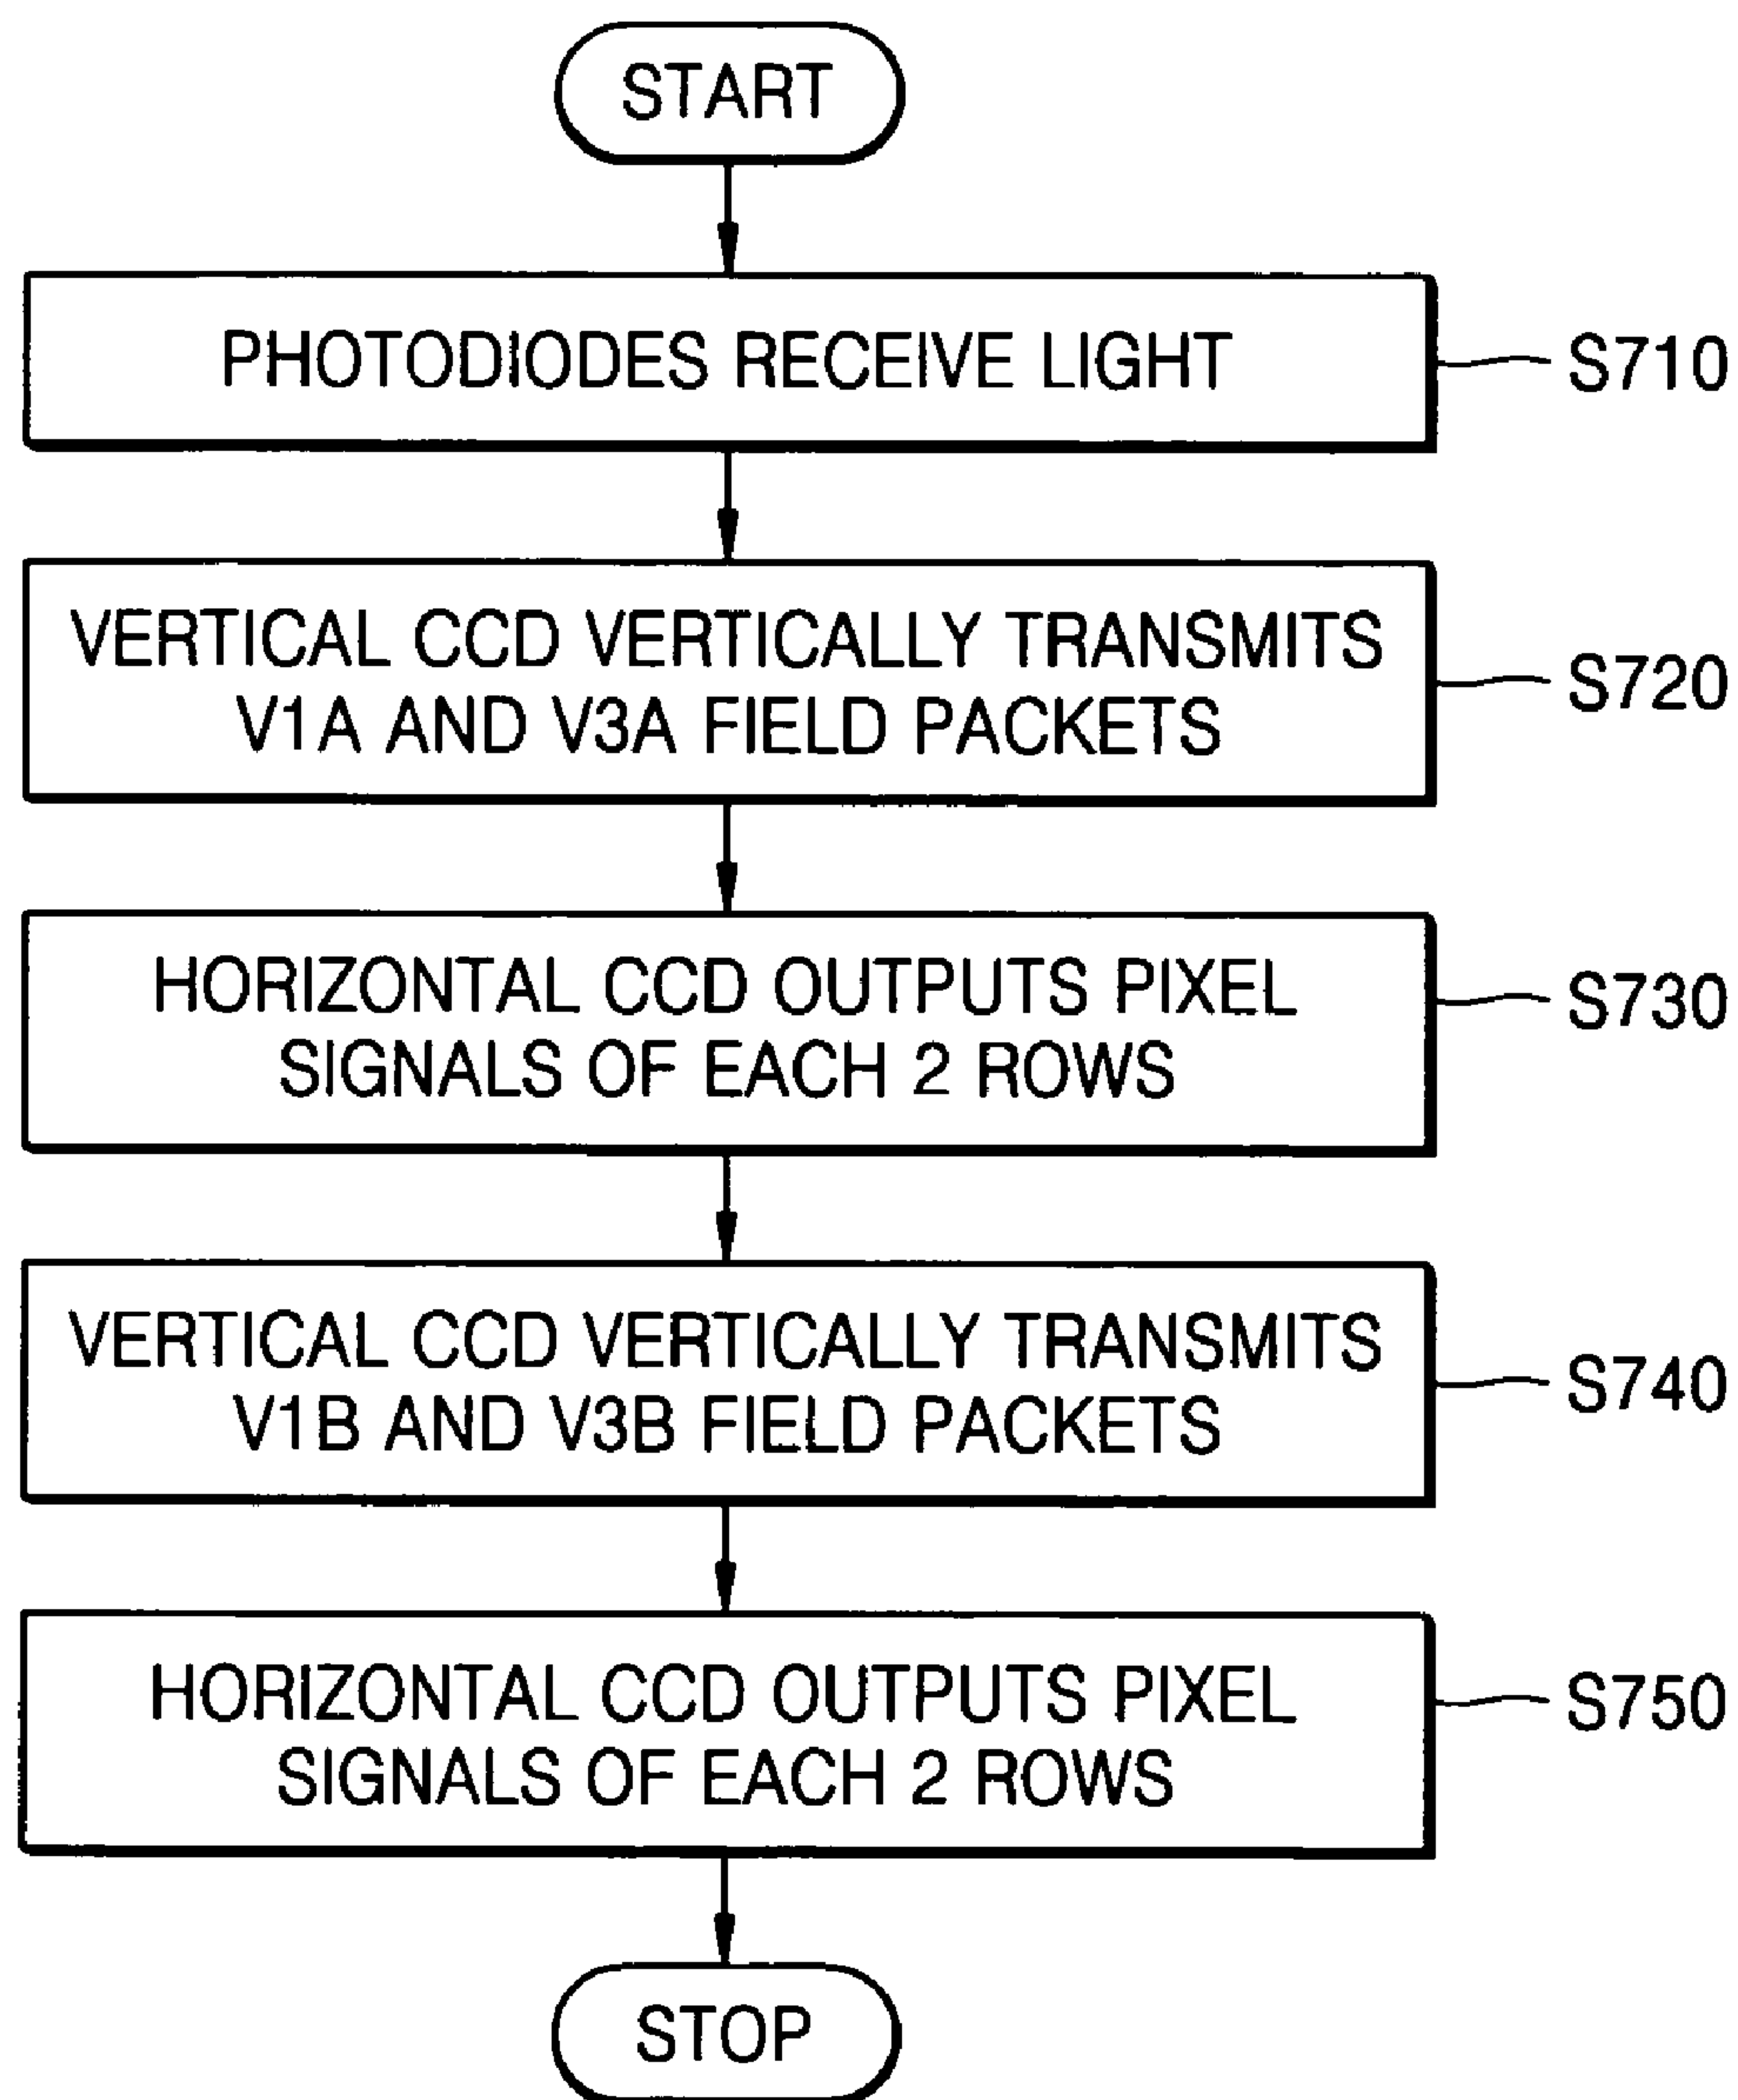 START
PHOTODIODES RECEIVE LIGHT
S710
VERTICAL CCD VERTICALLY TRANSMITS
V1A AND V3A FIELD PACKETS
S720
HORIZONTAL CCD OUTPUTS PIXEL
SIGNALS OF EACH 2 ROWS
S730
VERTICAL CCD VERTICALLY TRANSMITS
V1B AND V3B FIELD PACKETS
S740
HORIZONTAL CCD OUTPUTS PIXEL
SIGNALS OF EACH 2 ROWS
S750
STOP